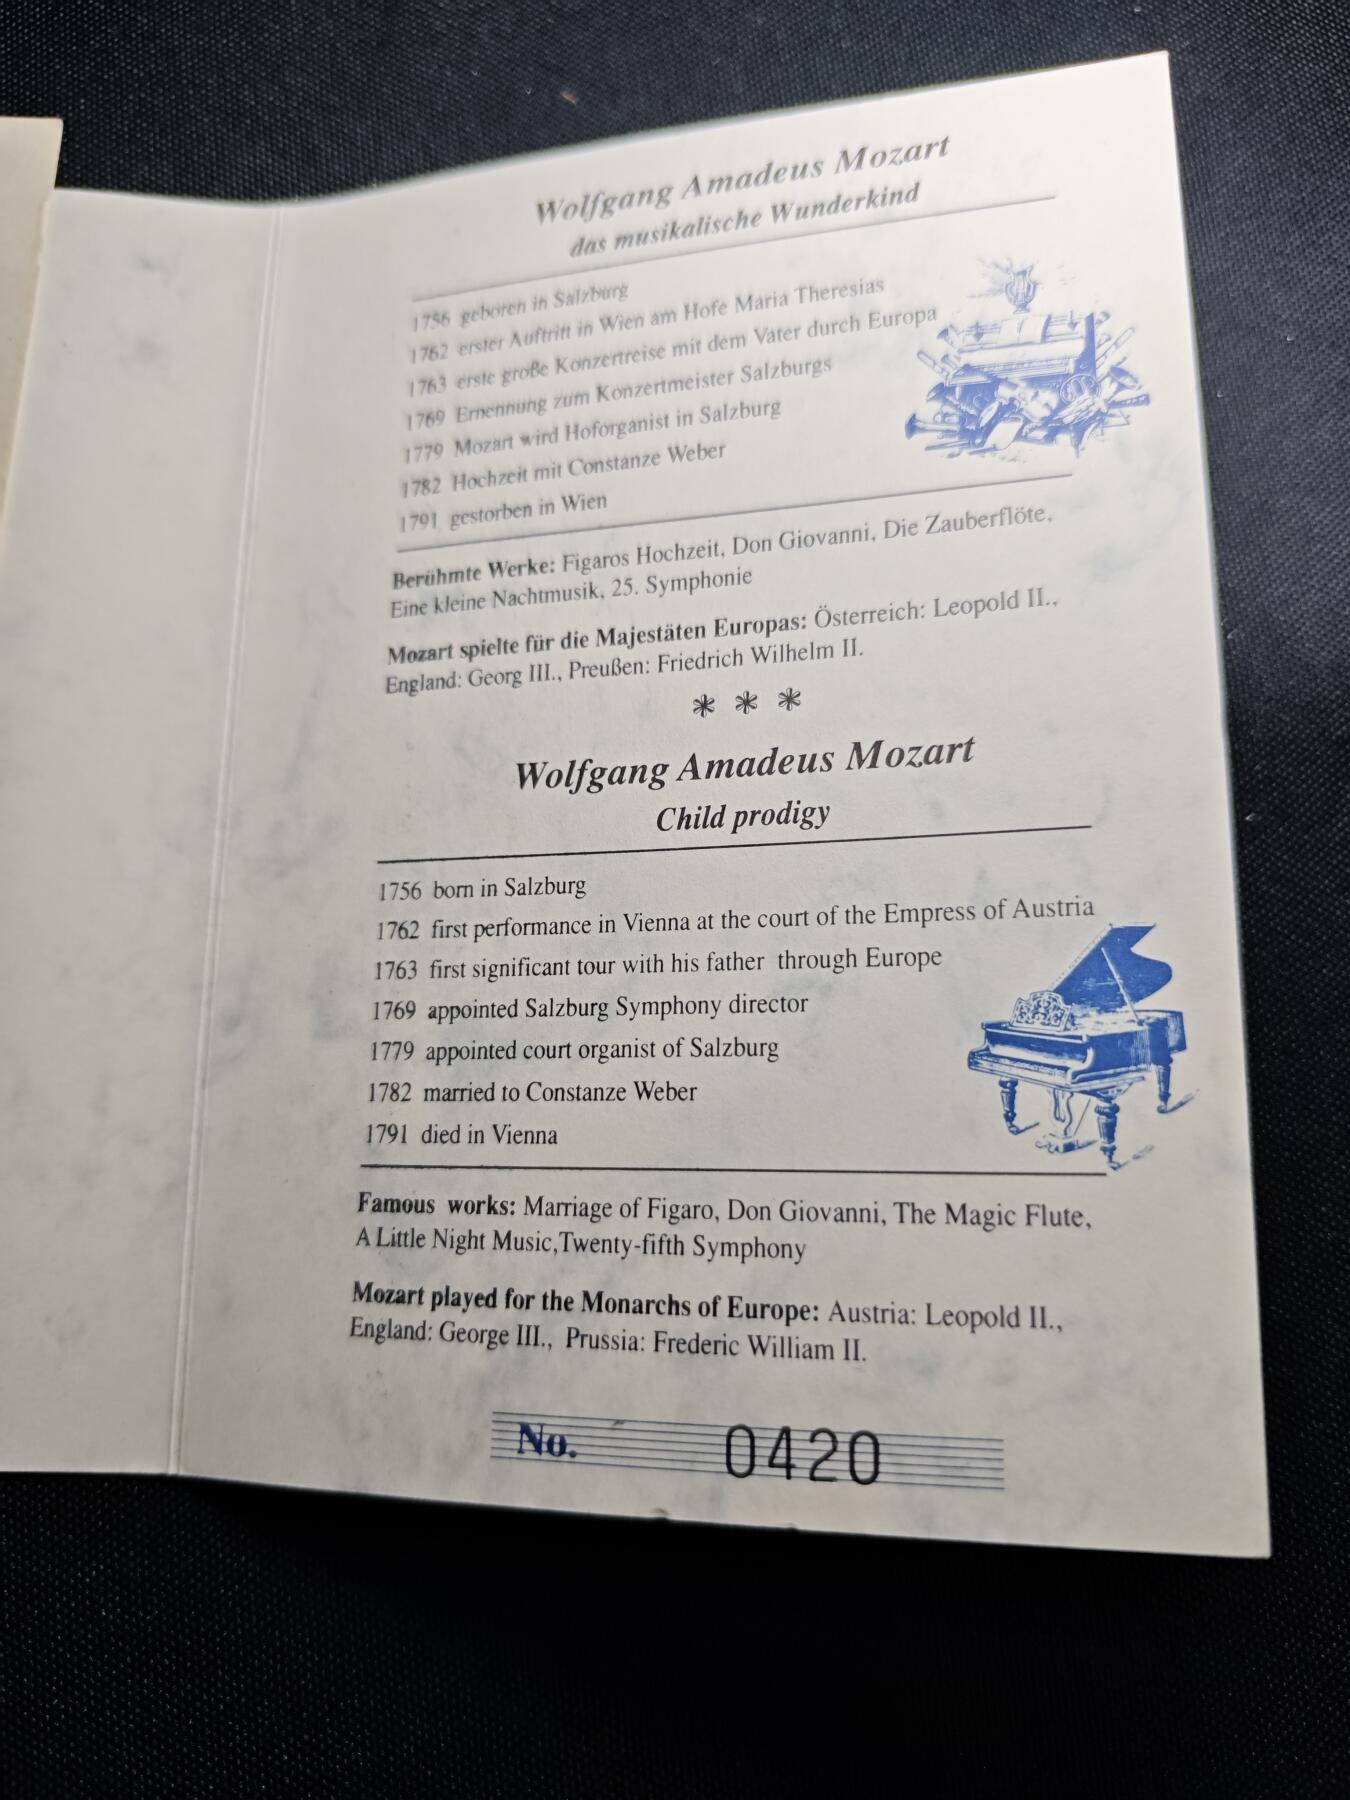 Wolfgang Amadeus Mozart
das musikalische Wunderkind
1756 geboren in Salzburg
1762 erster Auftritt in Wien am Hofe Maria Theresias
1763 erste große Konzertreise mit dem Vater durch Europa
1769 Ernennung zum Konzertmeister Salzburgs
1779 Mozart wird Hoforganist in Salzburg
1782 Hochzeit mit Constanze Weber
1791 gestorben in Wien
Berühmte Werke: Figaros Hochzeit, Don Giovanni, Die Zauberflöte,
Eine kleine Nachtmusik, 25. Symphonie
Mozart spielte für die Majestäten Europas: Österreich: Leopold II.,
England: Georg III., Preußen: Friedrich Wilhelm II.
* * *
Wolfgang Amadeus Mozart
Child prodigy
1756 born in Salzburg
1762 first performance in Vienna at the court of the Empress of Austria
1763 first significant tour with his father through Europe
1769 appointed Salzburg Symphony director
1779 appointed court organist of Salzburg
1782 married to Constanze Weber
1791 died in Vienna
Famous works: Marriage of Figaro, Don Giovanni, The Magic Flute,
A Little Night Music,Twenty-fifth Symphony
Mozart played for the Monarchs of Europe: Austria: Leopold II.,
England: George III., Prussia: Frederic William II.
No. 0420